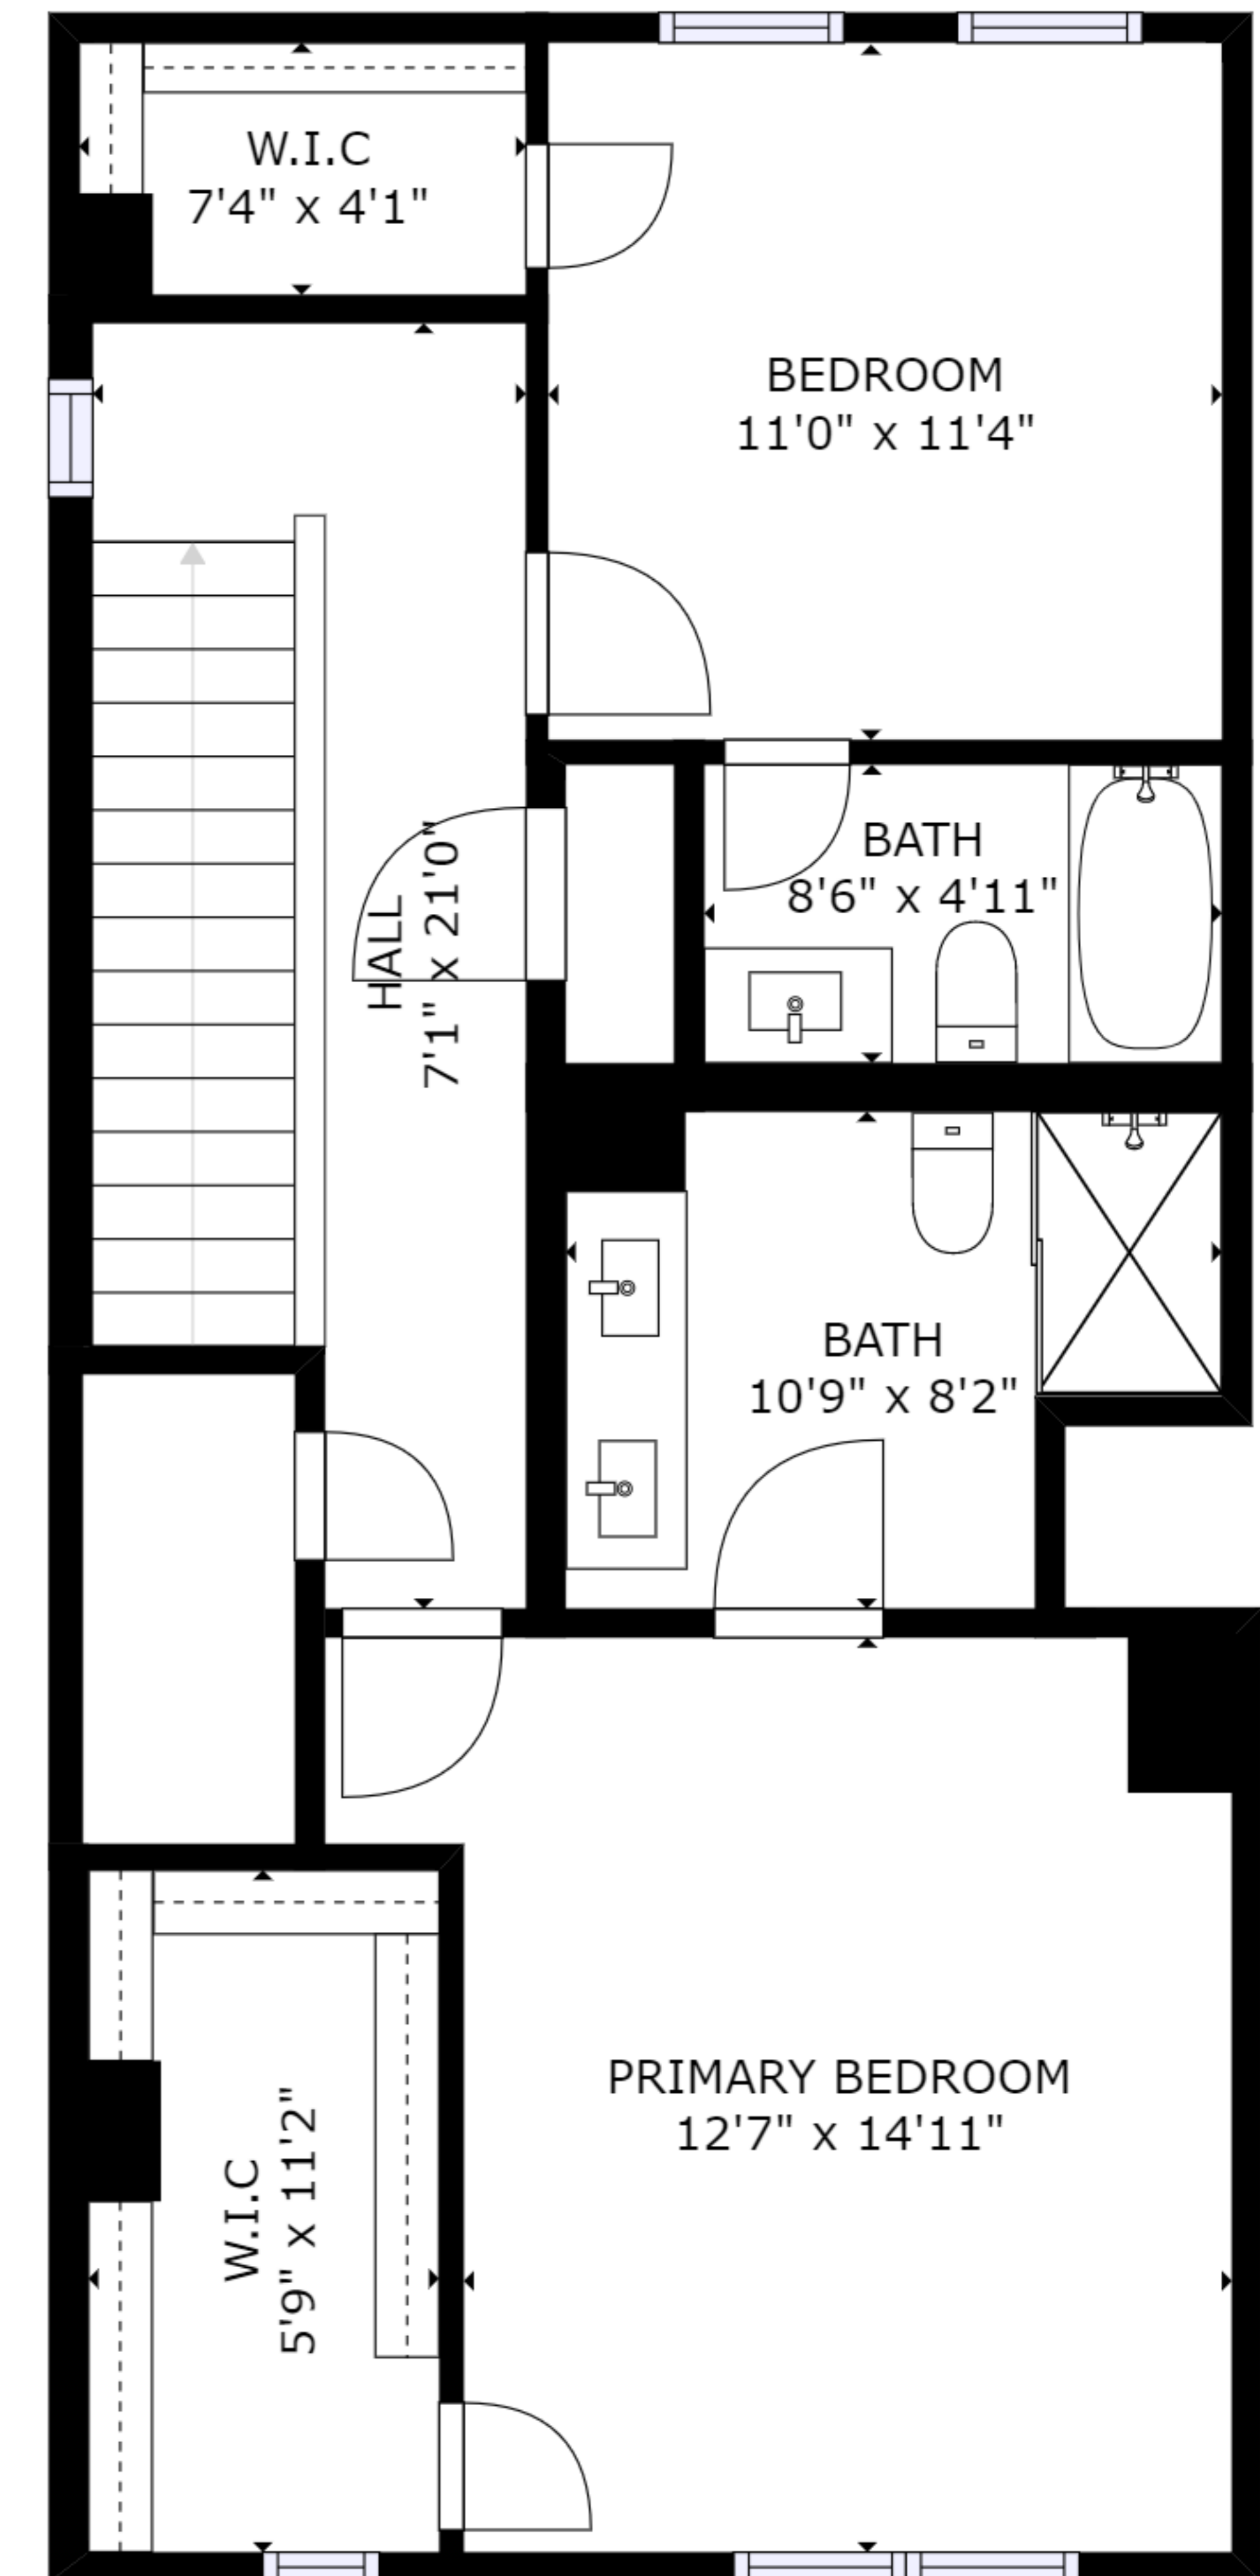 W.I.C
7'4" x 4'1"
BEDROOM
11'0" x 11'4"
HALL
7'1" x 21'0"
BATH
8'6" x 4'11"
BATH
10'9" x 8'2"
PRIMARY BEDROOM
12'7" x 14'11"
W.I.C
5'9" x 11'2"